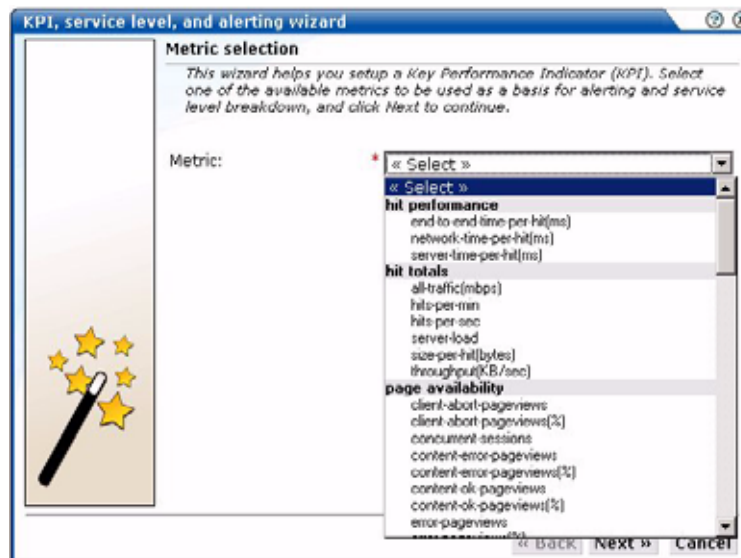 KPI, service level, and alerting wizard
Metric selection
This wizard helps you setup a Key Performance Indicator (KPI). Select
one of the available metrics to be used as a basis for alerting and service
level breakdown, and click Next to continue.
Metric: * « Select »
« Select »
hit performance
end-to-end-time-per-hit(ms)
network-time-per-hit(ms)
server-time-per-hit(ms)
hit totals
all-traffic(mbps)
hits-per-min
hits-per-sec
server-load
size-per-hit(bytes)
throughput(KB/sec)
page availability
client-abort-pageviews
client-abort-pageviews(%)
concurrent-sessions
content-error-pageviews
content-error-pageviews(%)
content-ok-pageviews
content-ok-pageviews(%)
error-pageviews
« Back Next » Cancel